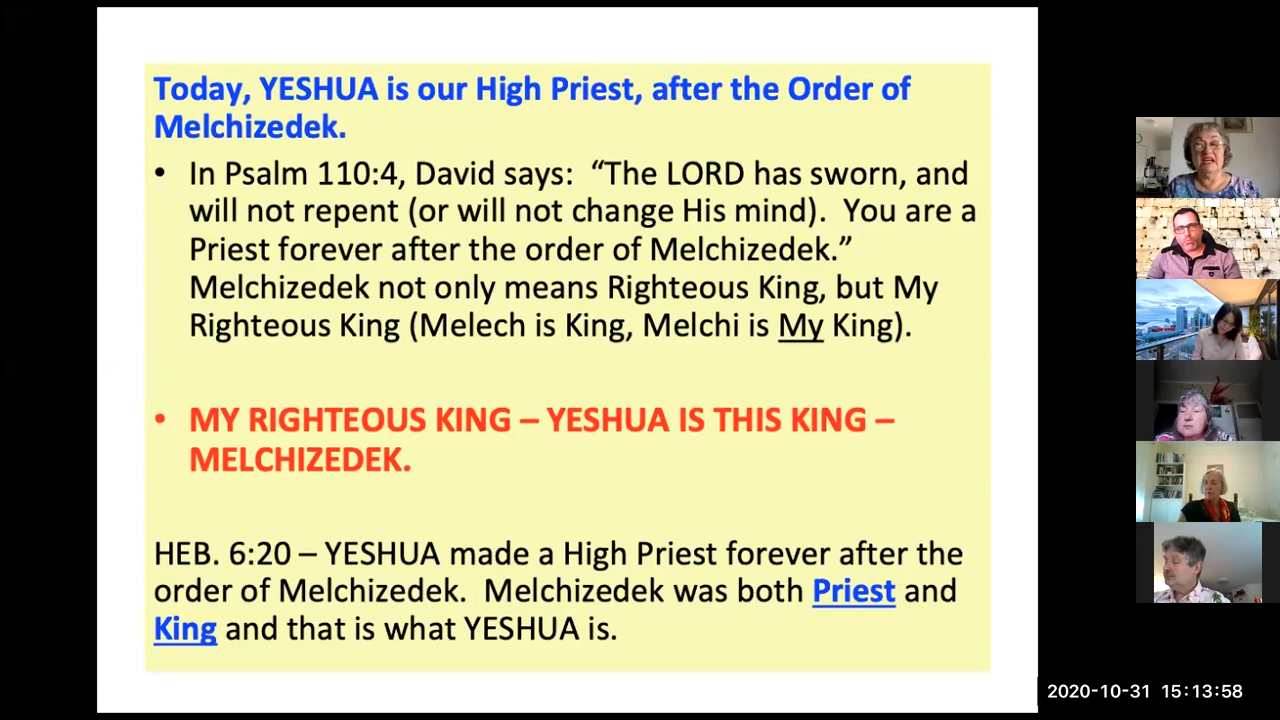 Today, YESHUA is our High Priest, after the Order of
Melchizedek.
• In Psalm 110:4, David says:  “The LORD has sworn, and
will not repent (or will not change His mind).  You are a
Priest forever after the order of Melchizedek.”
Melchizedek not only means Righteous King, but My
Righteous King (Melech is King, Melchi is My King).
• MY RIGHTEOUS KING – YESHUA IS THIS KING –
MELCHIZEDEK.
HEB. 6:20 – YESHUA made a High Priest forever after the
order of Melchizedek.  Melchizedek was both Priest and
King and that is what YESHUA is.
2020-10-31 15:13:58